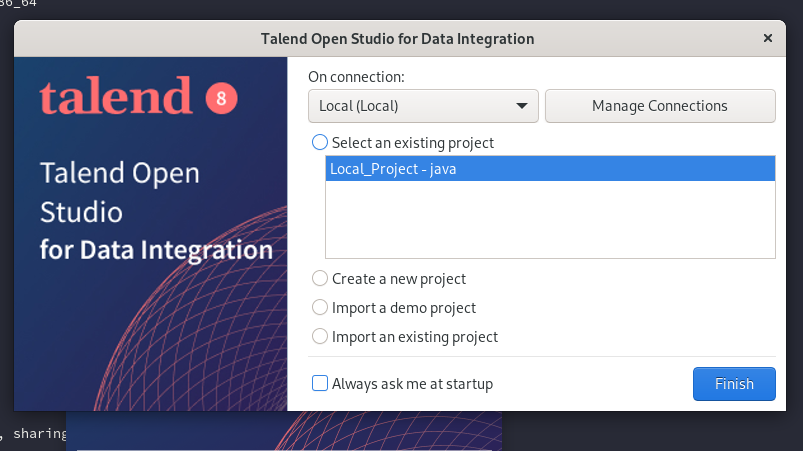 86_64
Talend Open Studio for Data Integration
×
talend 8
Talend Open
Studio
for Data Integration
On connection:
Local (Local)
Manage Connections
Select an existing project
Local_Project - java
Create a new project
Import a demo project
Import an existing project
Always ask me at startup
Finish
, sharing